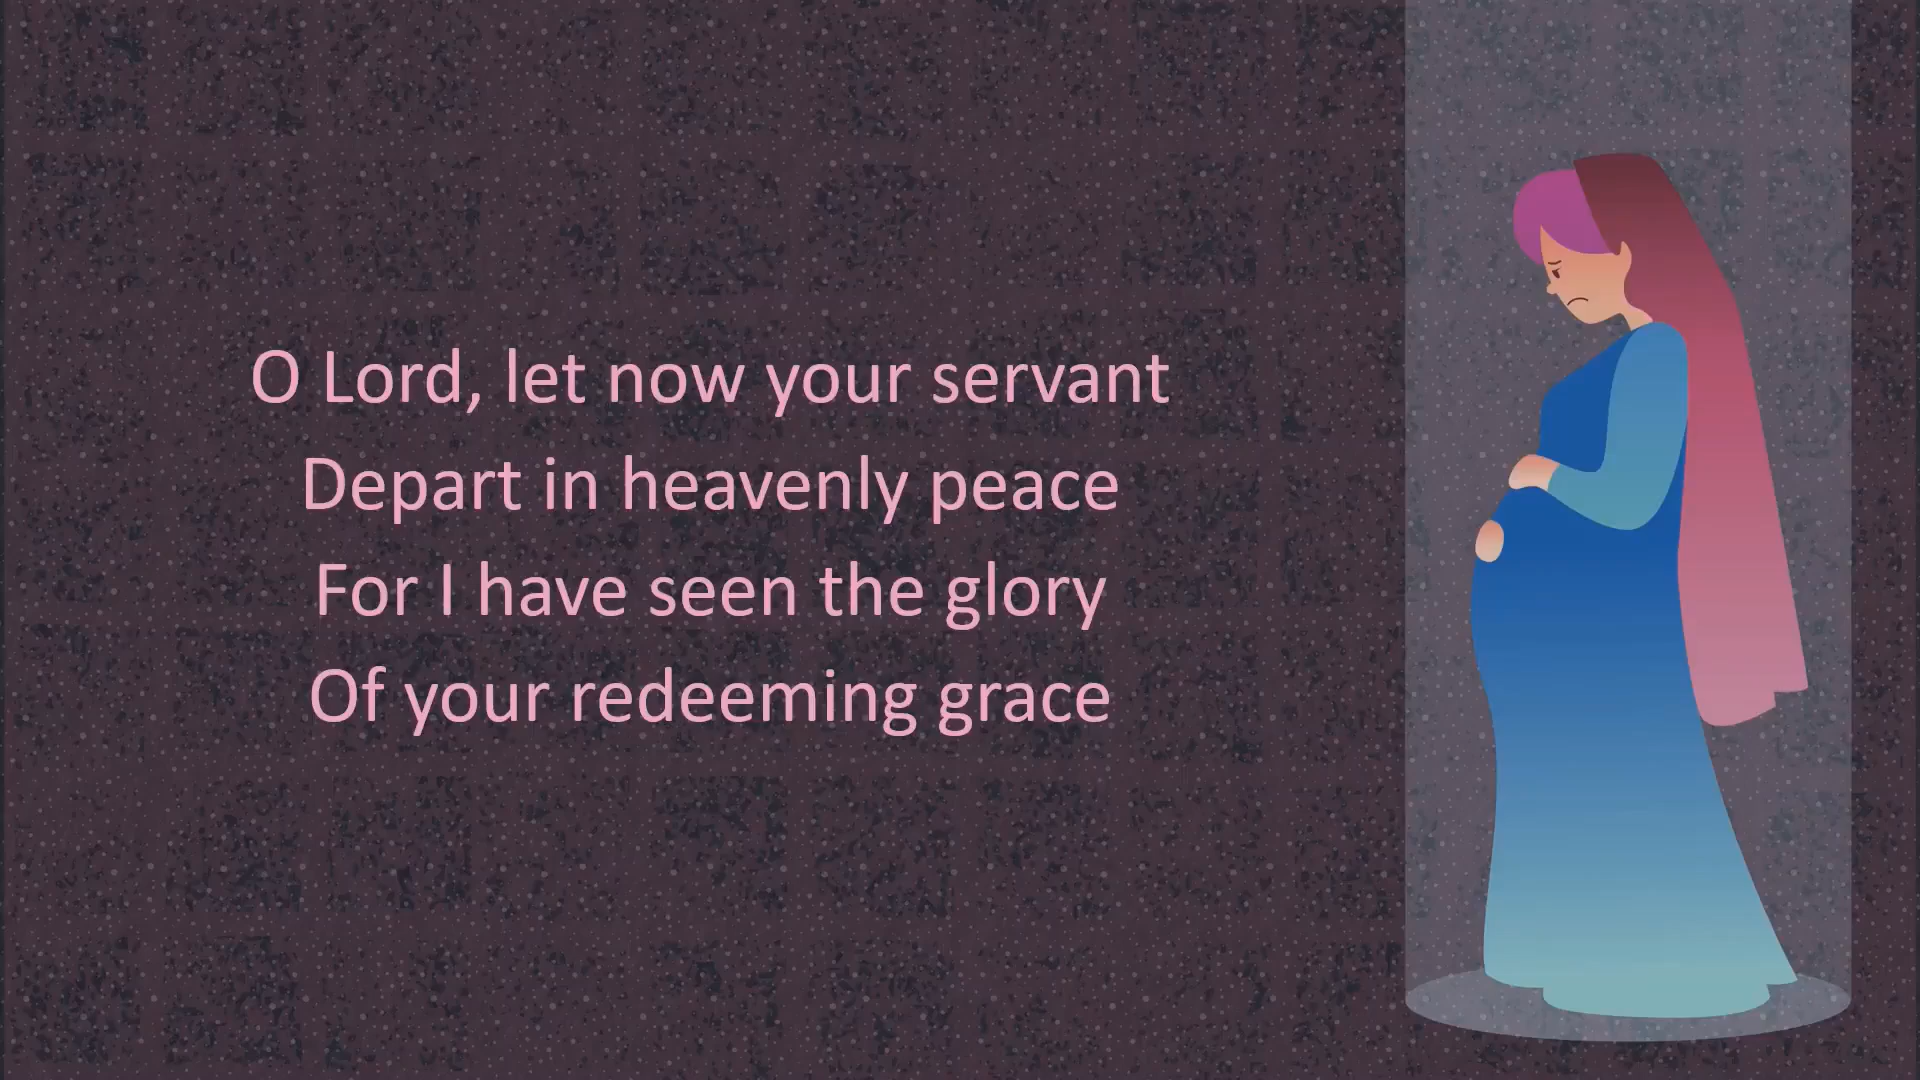 O Lord, let now your servant
Depart in heavenly peace
For I have seen the glory
Of your redeeming grace